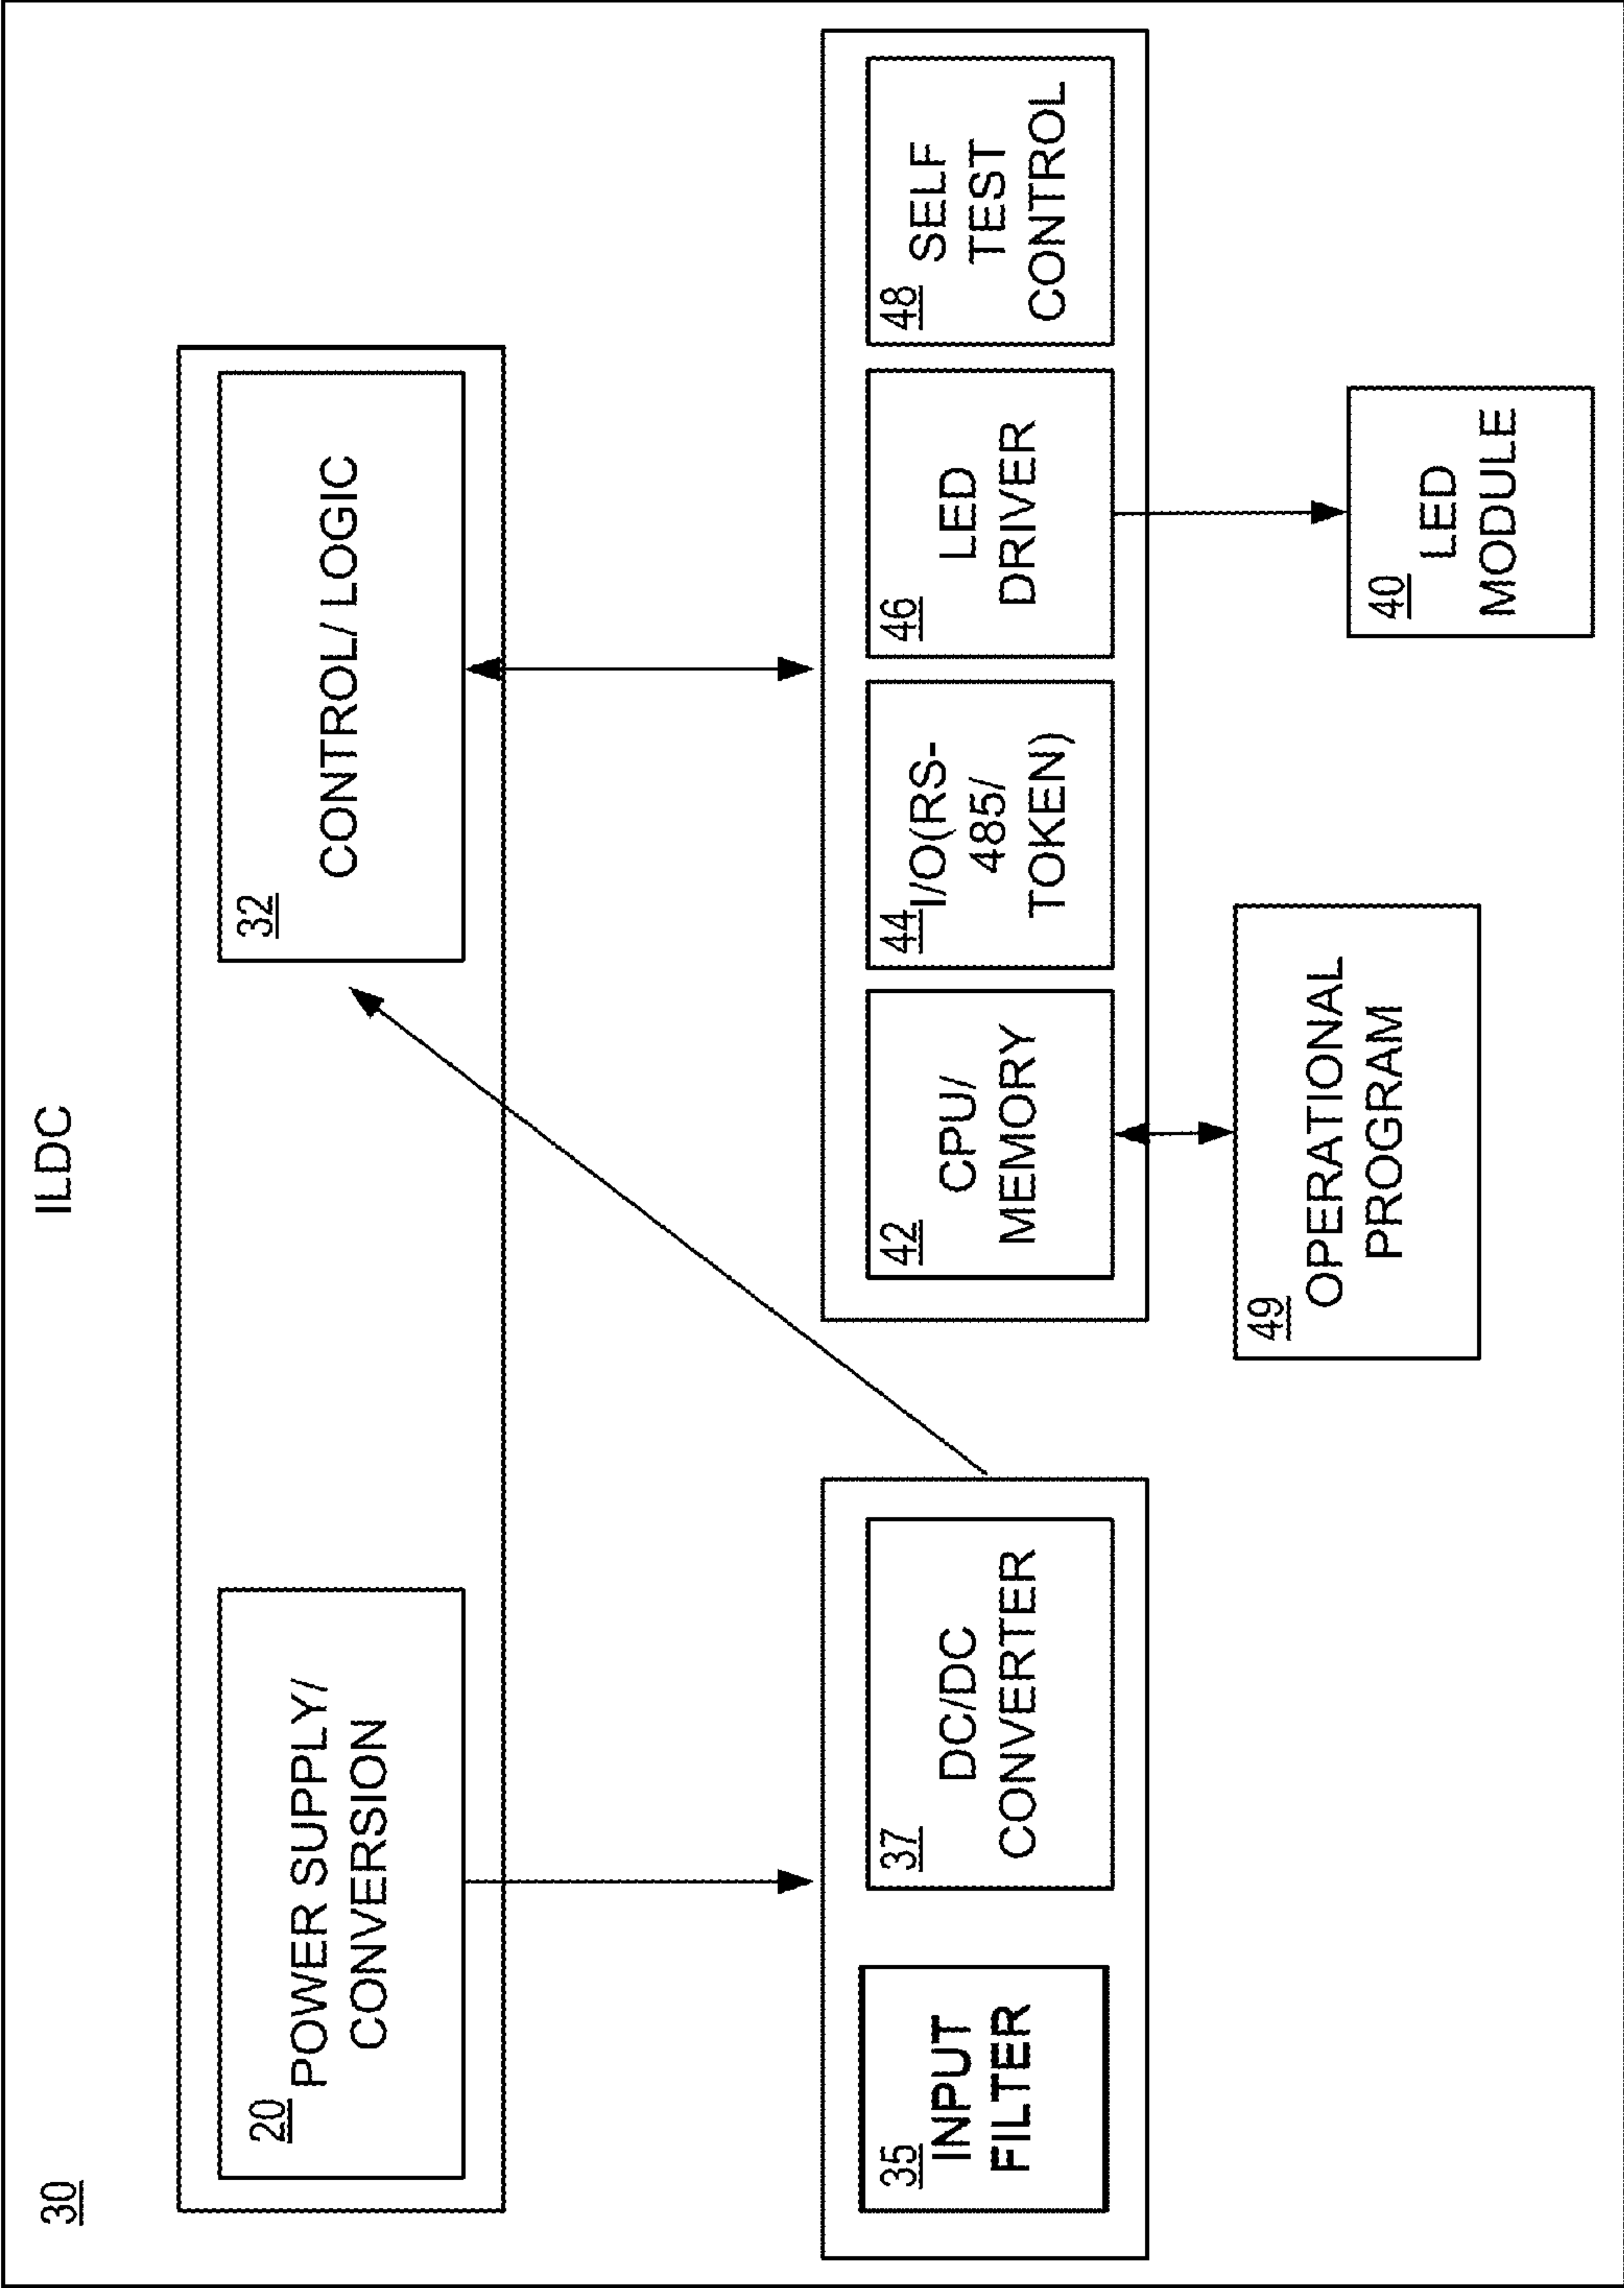 ILDC
30
20
POWER SUPPLY/
CONVERSION
32
CONTROL/ LOGIC
35
INPUT
FILTER
37
DC/DC
CONVERTER
42
CPU/
MEMORY
44
I/O(RS-
485/
TOKEN)
46
LED
DRIVER
48
SELF
TEST
CONTROL
49
OPERATIONAL
PROGRAM
40
LED
MODULE